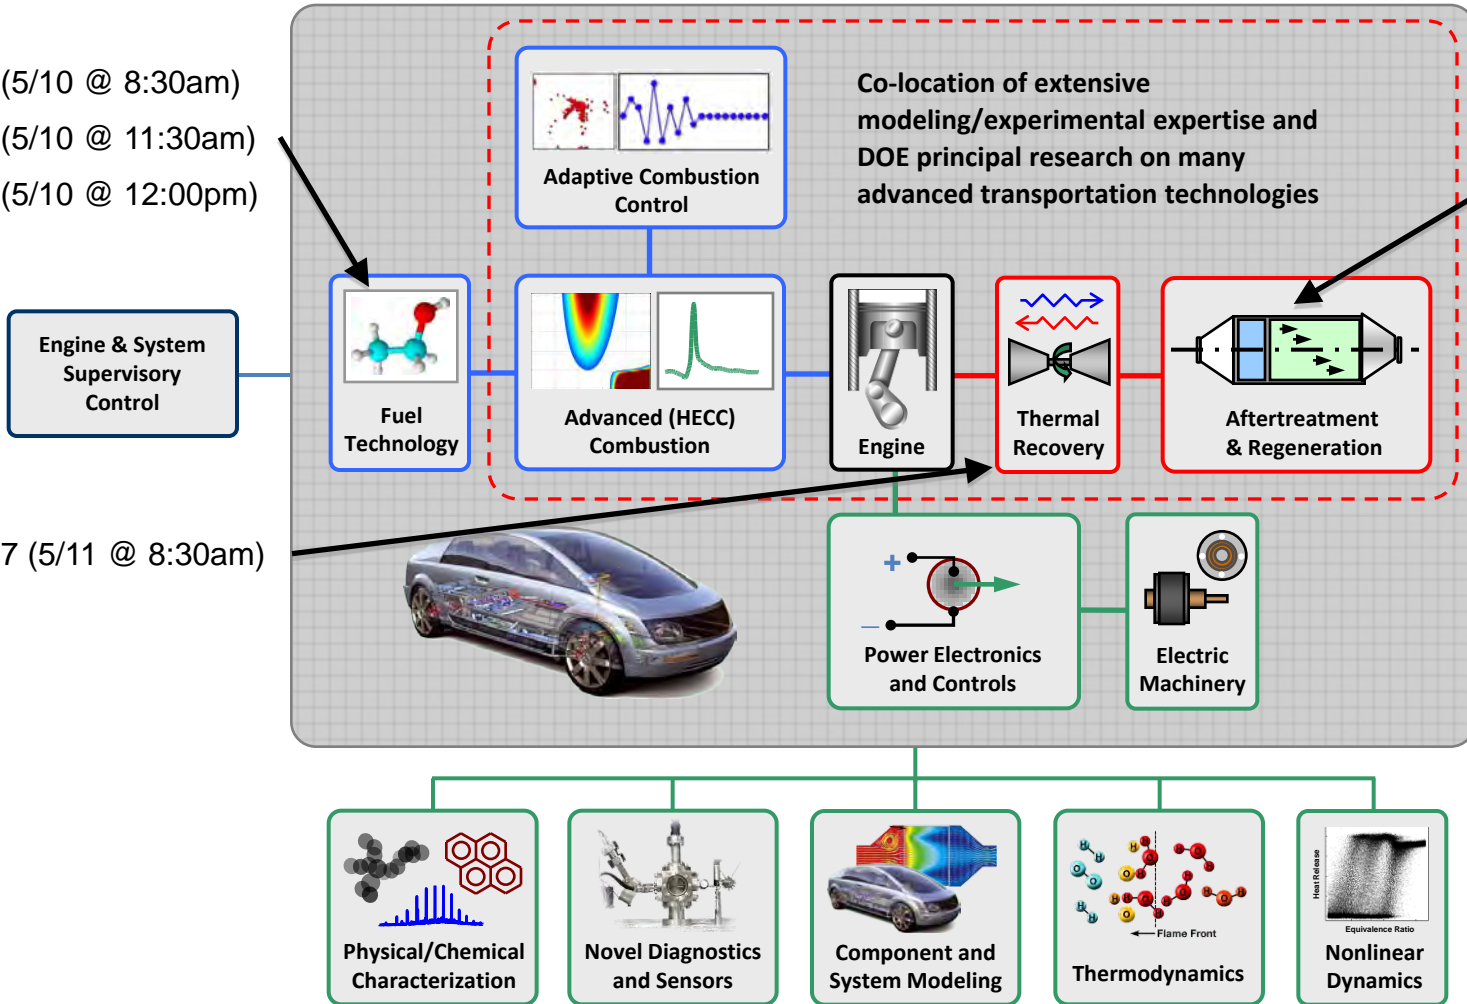 (5/10 @ 8:30am)
(5/10 @ 11:30am)
(5/10 @ 12:00pm)
Co-location of extensive
modeling/experimental expertise and
DOE principal research on many
advanced transportation technologies
Adaptive Combustion
Control
Engine & System
Supervisory
Control
Fuel
Technology
Advanced (HECC)
Combustion
Engine
Thermal
Recovery
Aftertreatment
& Regeneration
7 (5/11 @ 8:30am)
+
–
Power Electronics
and Controls
Electric
Machinery
Physical/Chemical
Characterization
Novel Diagnostics
and Sensors
Component and
System Modeling
Flame Front
Thermodynamics
Heat Release
Equivalence Ratio
Nonlinear
Dynamics